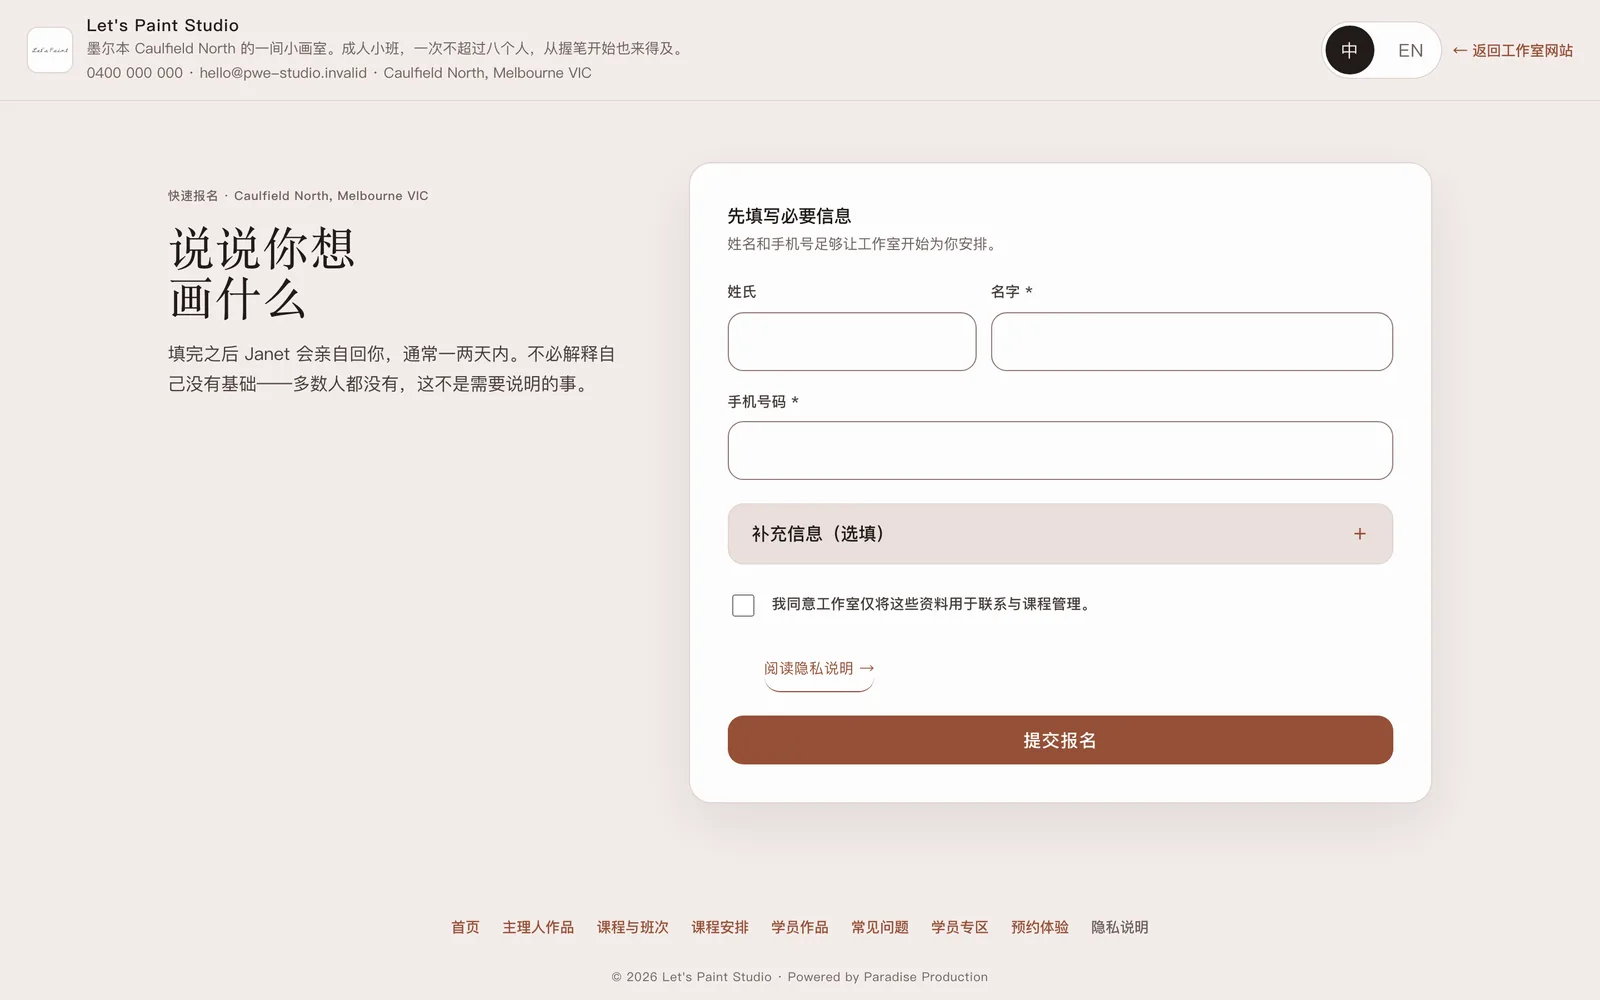 Let's Paint
Let's Paint Studio
墨尔本 Caulfield North 的一间小画室。成人小班，一次不超过八个人，从握笔开始也来得及。
0400 000 000 · hello@pwe-studio.invalid · Caulfield North, Melbourne VIC
中 EN ← 返回工作室网站
快速报名 · Caulfield North, Melbourne VIC
说说你想
画什么
填完之后 Janet 会亲自回你，通常一两天内。不必解释自
己没有基础——多数人都没有，这不是需要说明的事。
先填写必要信息
姓名和手机号足够让工作室开始为你安排。
姓氏 名字 *
手机号码 *
补充信息（选填） +
我同意工作室仅将这些资料用于联系与课程管理。
阅读隐私说明 →
提交报名
首页 主理人作品 课程与班次 课程安排 学员作品 常见问题 学员专区 预约体验 隐私说明
© 2026 Let's Paint Studio · Powered by Paradise Production